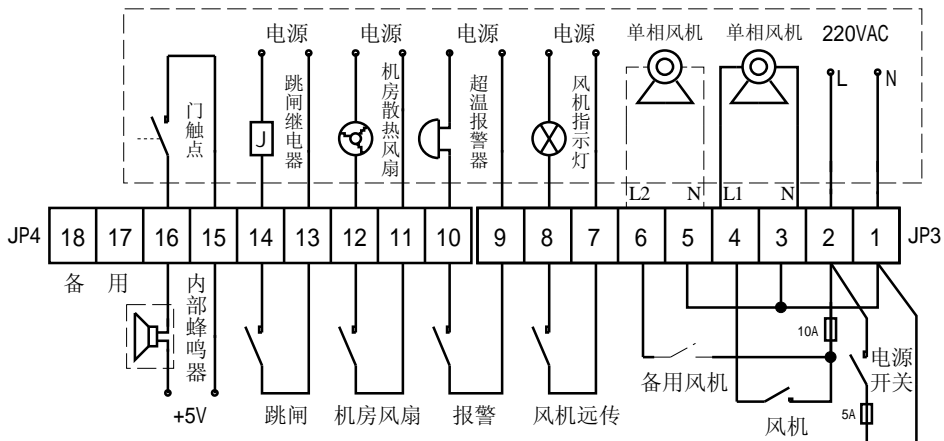 电源 电源 电源 电源 单相风机 单相风机 220VAC
L N
门触点 J 跳闸继电器 机房散热风扇 超温报警器 风机指示灯
L2 N L1 N
JP4 18 17 16 15 14 13 12 11 10 9 8 7 6 5 4 3 2 1 JP3
备 用 内部蜂鸣器
10A
备用风机 电源开关
+5V 跳闸 机房风扇 报警 风机远传 风机 5A